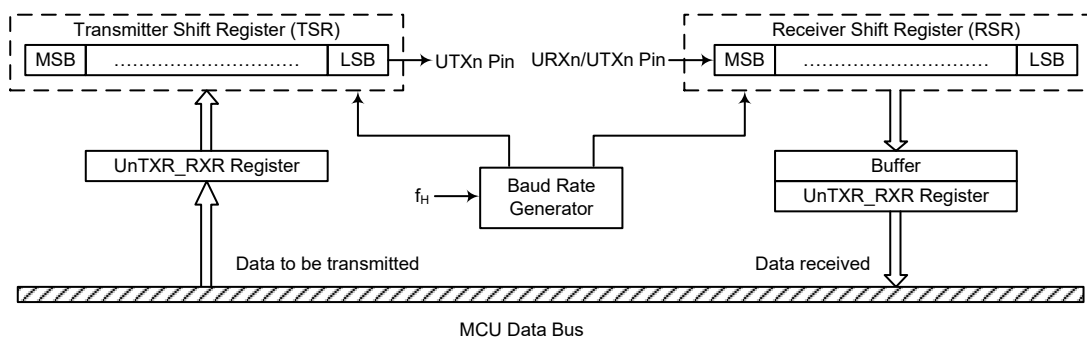 Transmitter Shift Register (TSR)
Receiver Shift Register (RSR)
MSB ………………………… LSB
UTXn Pin
URXn/UTXn Pin
MSB ………………………… LSB
UnTXR_RXR Register
Buffer
UnTXR_RXR Register
fH
Baud Rate
Generator
Data to be transmitted
Data received
MCU Data Bus